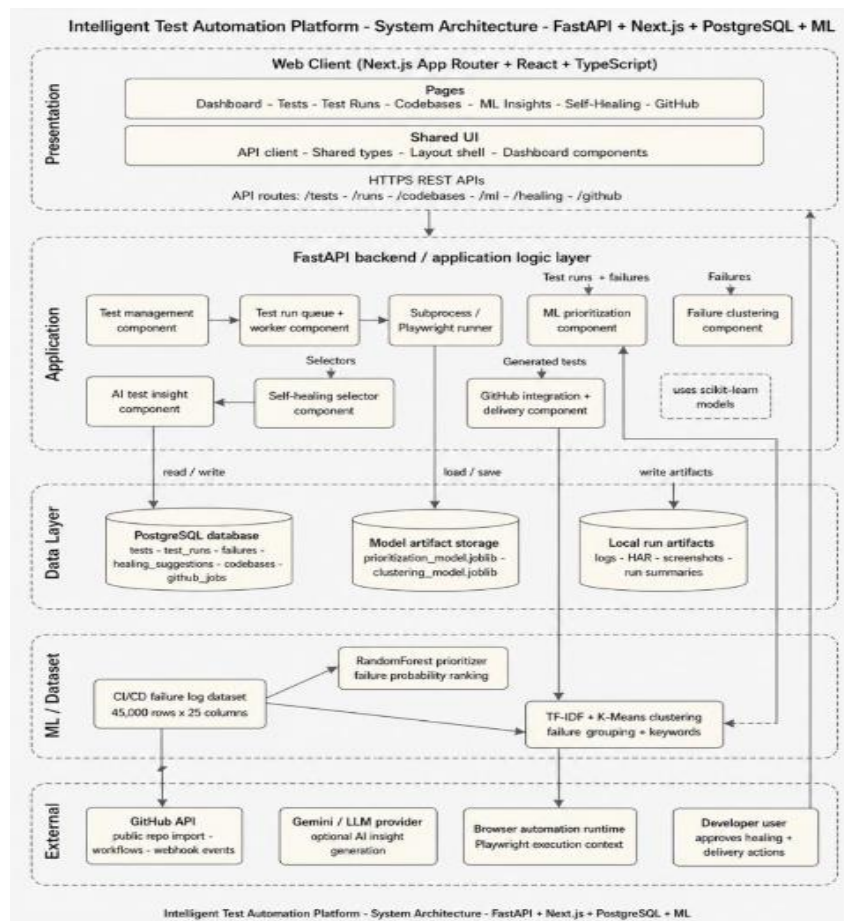 Intelligent Test Automation Platform - System Architecture - FastAPI + Next.js + PostgreSQL + ML
Presentation
Web Client (Next.js App Router + React + TypeScript)
Pages
Dashboard - Tests - Test Runs - Codebases - ML Insights - Self-Healing - GitHub
Shared UI
API client - Shared types - Layout shell - Dashboard components
HTTPS REST APIs
API routes: /tests - /runs - /codebases - /ml - /healing - /github
Application
FastAPI backend / application logic layer
Test runs + failures
Failures
Test management
component
Test run queue +
worker component
Subprocess /
Playwright runner
ML prioritization
component
Failure clustering
component
Selectors
Generated tests
AI test insight
component
Self-healing selector
component
GitHub integration +
delivery component
uses scikit-learn
models
read / write
load / save
write artifacts
Data Layer
PostgreSQL database
tests - test_runs - failures -
healing_suggestions - codebases -
github_jobs
Model artifact storage
prioritization_model.joblib -
clustering_model.joblib
Local run artifacts
logs - HAR - screenshots -
run summaries
ML / Dataset
RandomForest prioritizer
failure probability ranking
CI/CD failure log dataset
45,000 rows x 25 columns
TF-IDF + K-Means clustering
failure grouping + keywords
External
GitHub API
public repo import -
workflows - webhook events
Gemini / LLM provider
optional AI insight
generation
Browser automation runtime
Playwright execution context
Developer user
approves healing +
delivery actions
Intelligent Test Automation Platform - System Architecture - FastAPI + Next.js + PostgreSQL + ML